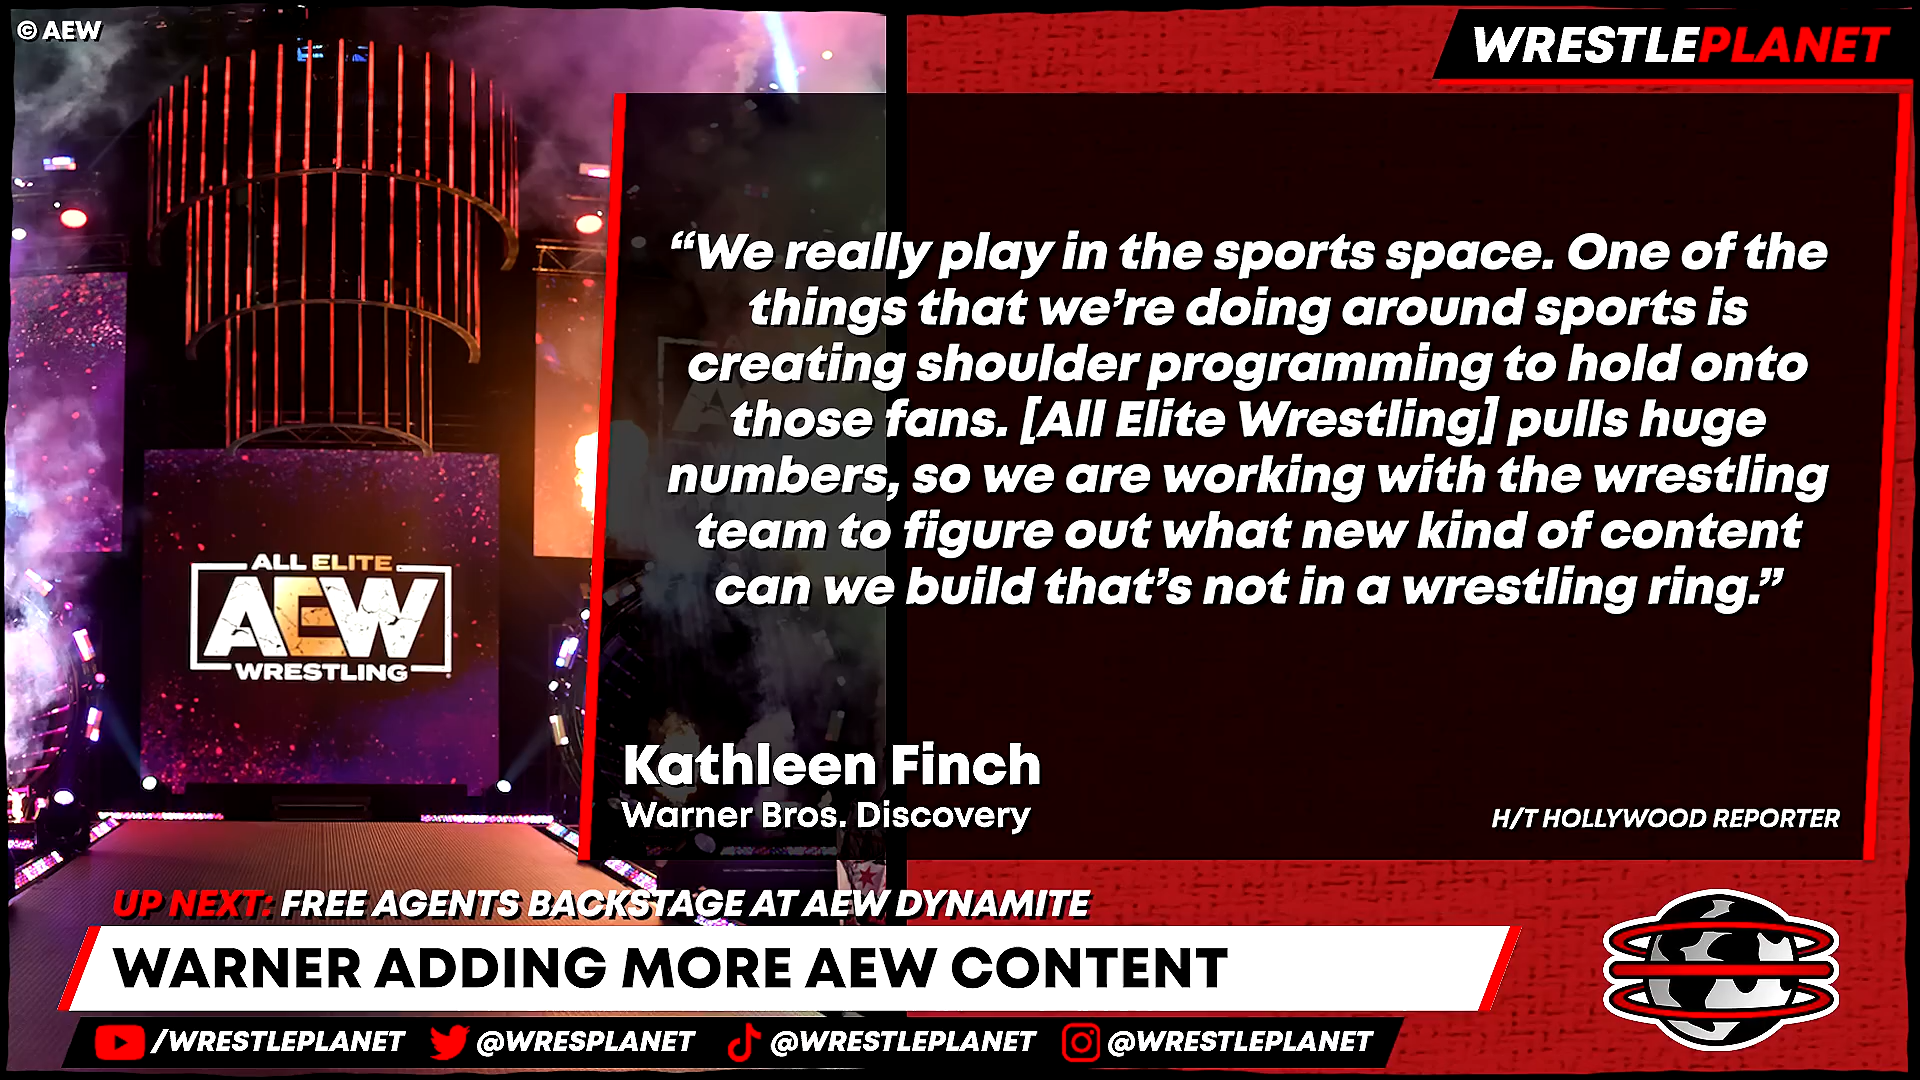 © AEW
WRESTLEPLANET
“We really play in the sports space. One of the
things that we’re doing around sports is
creating shoulder programming to hold onto
those fans. [All Elite Wrestling] pulls huge
numbers, so we are working with the wrestling
team to figure out what new kind of content
can we build that’s not in a wrestling ring.”
ALL ELITE
AEW
WRESTLING
Kathleen Finch
Warner Bros. Discovery
H/T HOLLYWOOD REPORTER
UP NEXT: FREE AGENTS BACKSTAGE AT AEW DYNAMITE
WARNER ADDING MORE AEW CONTENT
/WRESTLEPLANET @WRESPLANET @WRESTLEPLANET @WRESTLEPLANET